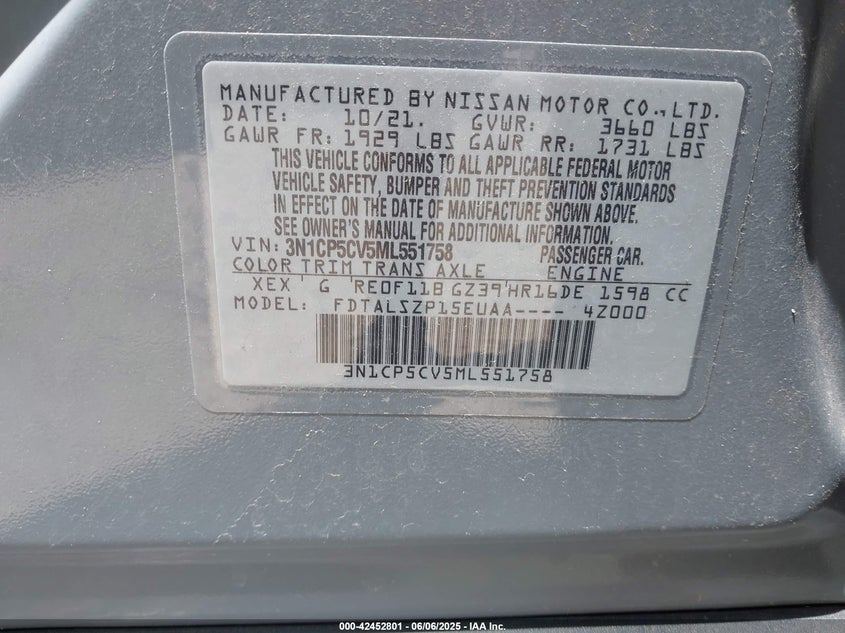 MANUFACTURED BY NISSAN MOTOR CO., LTD.
DATE: 10/21. GVWR: 3660 LBS
GAWR FR: 1929 LBS GAWR RR: 1731 LBS
THIS VEHICLE CONFORMS TO ALL APPLICABLE FEDERAL MOTOR
VEHICLE SAFETY, BUMPER AND THEFT PREVENTION STANDARDS
IN EFFECT ON THE DATE OF MANUFACTURE SHOWN ABOVE.
SEE OWNER'S MANUAL FOR ADDITIONAL INFORMATION.
VIN: 3N1CP5CV5ML551758 PASSENGER CAR.
COLOR TRIM TRANS AXLE ENGINE
XEX G RE0F11B GZ39 HR16DE 1598 CC
MODEL: FDTALSZP15EUAA---- 4Z000
3N1CP5CV5ML551758
000-42452801 - 06/06/2025 - IAA Inc.